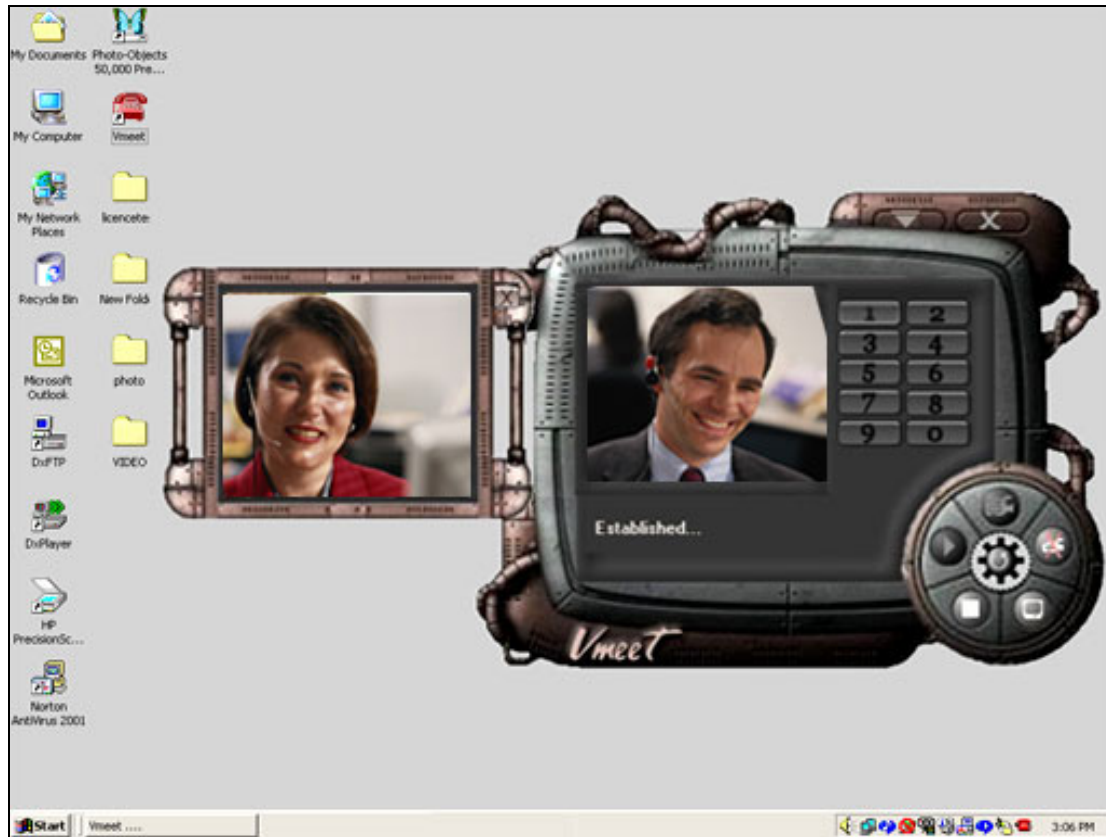 My Documents
Photo-Objects
50,000 Pre...
My Computer
Vmeet
My Network
Places
licencete
Recycle Bin
New Fold
Microsoft
Outlook
photo
DxFTP
VIDEO
DxPlayer
HP
PrecisionSc...
Norton
AntiVirus 2001
X
X
1 2
3 4
5 6
7 8
9 0
Established...
VmeeT
Start
Vmeet ....
3:06 PM